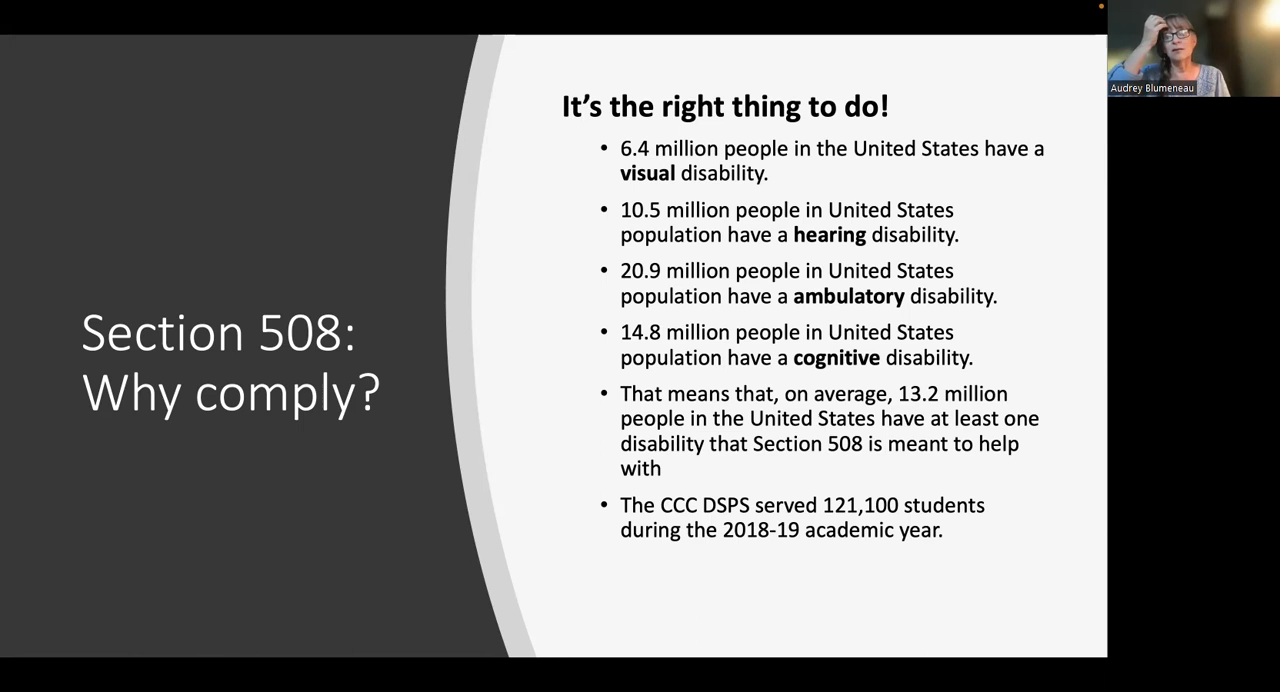 Section 508:
Why comply?
It’s the right thing to do!
• 6.4 million people in the United States have a
visual disability.
• 10.5 million people in United States
population have a hearing disability.
• 20.9 million people in United States
population have a ambulatory disability.
• 14.8 million people in United States
population have a cognitive disability.
• That means that, on average, 13.2 million
people in the United States have at least one
disability that Section 508 is meant to help
with
• The CCC DSPS served 121,100 students
during the 2018-19 academic year.
Audrey Blumeneau